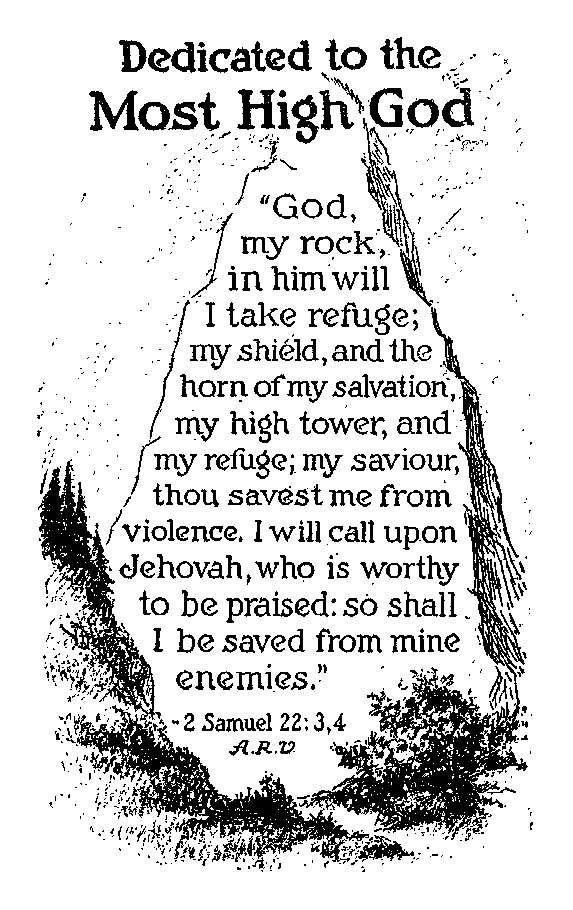 Dedicated to the
Most High God
"God,
my rock,
in him will
I take refuge;
my shield, and the
horn of my salvation,
my high tower, and
my refuge; my saviour,
thou savest me from
violence. I will call upon
Jehovah, who is worthy
to be praised: so shall
I be saved from mine
enemies."
-2 Samuel 22:3,4
A.R.V